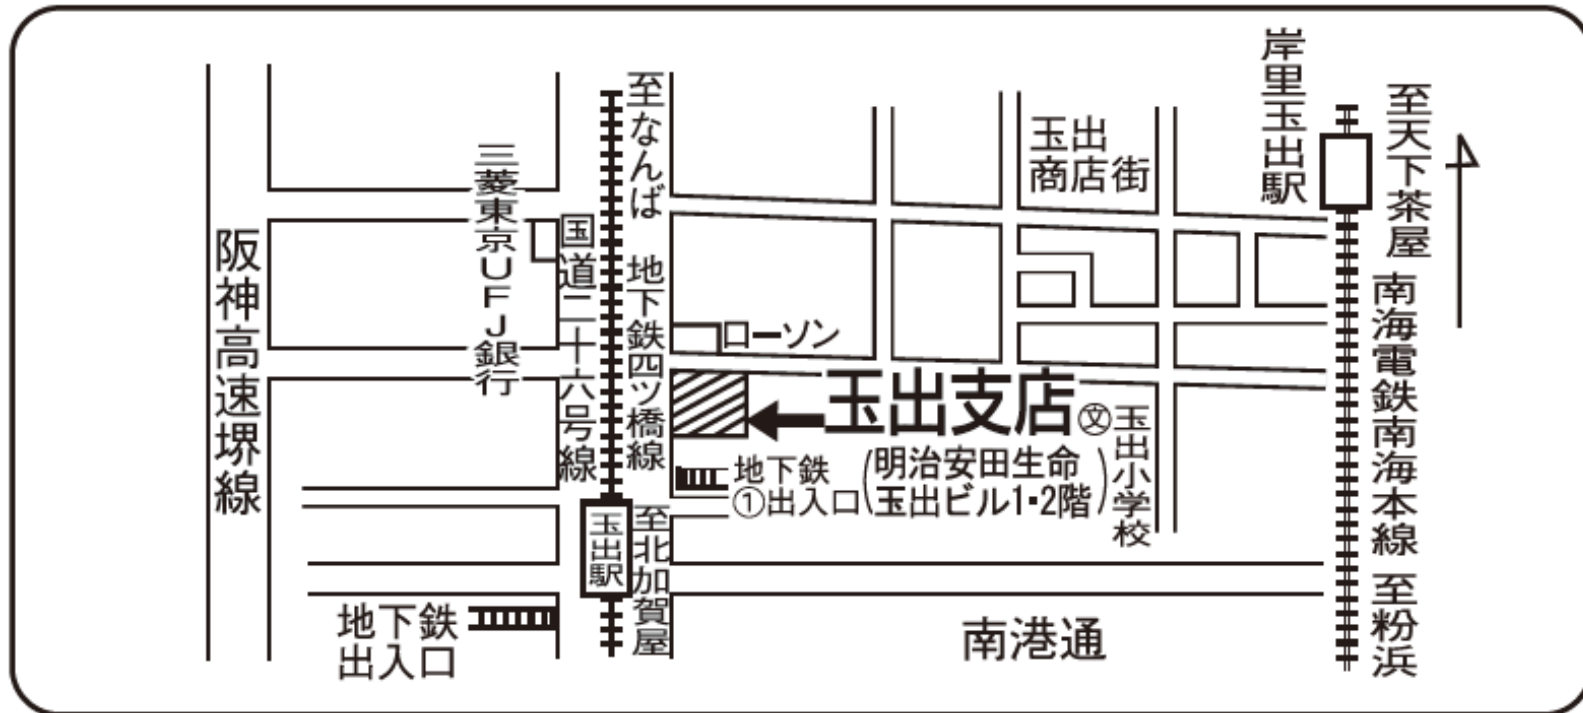 阪神高速堺線
三菱東京UFJ銀行
国道二十六号線
至なんば
地下鉄四ツ橋線
至北加賀屋
玉出駅
地下鉄
出入口
ローソン
玉出支店
(明治安田生命
玉出ビル1・2階)
地下鉄
①出入口
文
玉出小学校
玉出
商店街
岸里玉出駅
至天下茶屋
南海電鉄南海本線
至粉浜
南港通